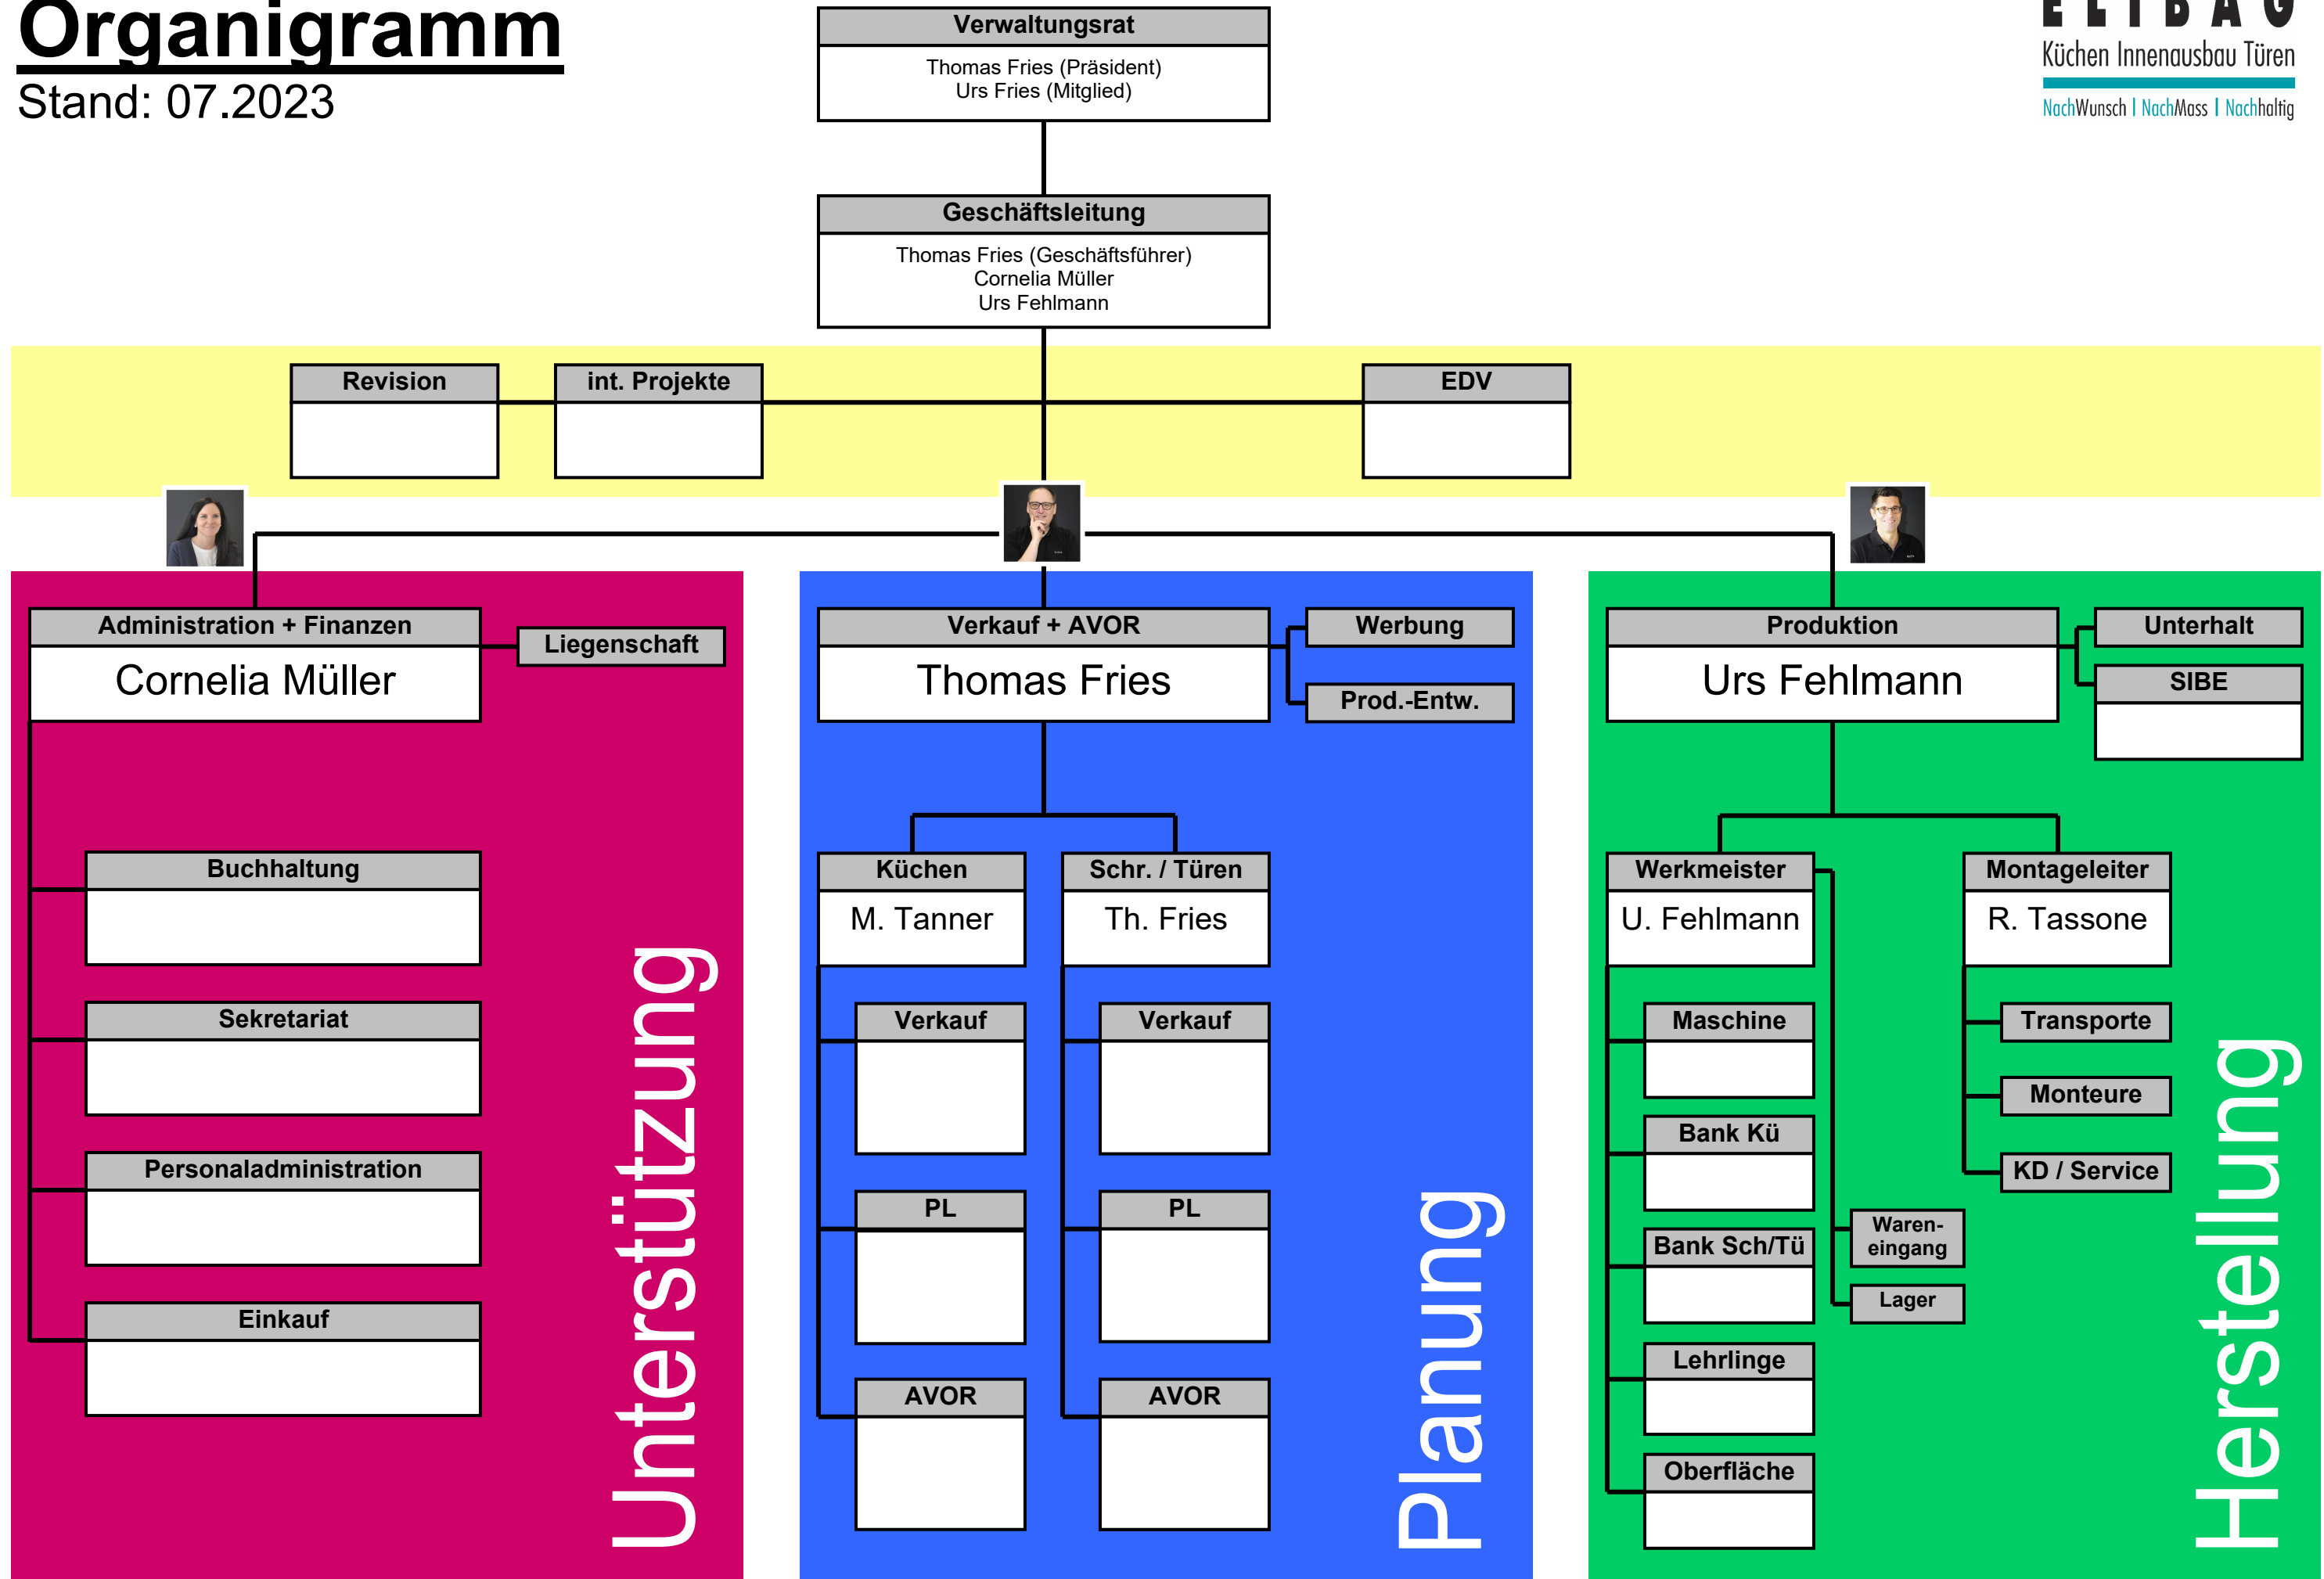 Organigramm
Stand: 07.2023
ELIBAG
Küchen Innenausbau Türen
NachWunsch | NachMass | Nachhaltig
Verwaltungsrat
Thomas Fries (Präsident)
Urs Fries (Mitglied)
Geschäftsleitung
Thomas Fries (Geschäftsführer)
Cornelia Müller
Urs Fehlmann
Revision
int. Projekte
EDV
Administration + Finanzen
Cornelia Müller
Liegenschaft
Buchhaltung
Sekretariat
Personaladministration
Einkauf
Unterstützung
Verkauf + AVOR
Thomas Fries
Werbung
Prod.-Entw.
Küchen
M. Tanner
Verkauf
PL
AVOR
Schr. / Türen
Th. Fries
Verkauf
PL
AVOR
Planung
Produktion
Urs Fehlmann
Unterhalt
SIBE
Werkmeister
U. Fehlmann
Maschine
Bank Kü
Bank Sch/Tü
Lehrlinge
Oberfläche
Waren-
eingang
Lager
Montageleiter
R. Tassone
Transporte
Monteure
KD / Service
Herstellung